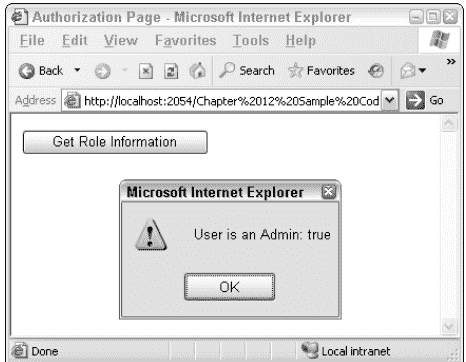 Authorization Page - Microsoft Internet Explorer
File Edit View Favorites Tools Help
Back Search Favorites »
Address http://localhost:2054/Chapter%2012%20Sample%20Cod Go
Get Role Information
Microsoft Internet Explorer
User is an Admin: true
OK
Done Local intranet